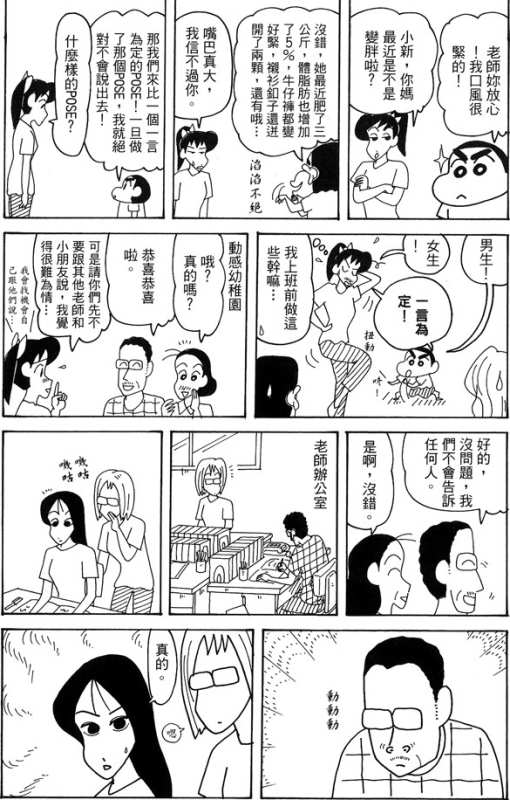 老師妳放心
！我口風很
緊的！
小新，你媽
最近是不是
變胖啦？
沒錯，她最近肥了三
公斤，體脂肪也增加
了5％，牛仔褲都變
好緊，襯衫釦子還迸
開了兩顆，還有哦…
滔滔不絕
嘴巴真大，
我信不過你。
那我們來比一個一言
為定的POSE！一旦做
了那個POSE，我就絕
對不會說出去！
什麼樣的POSE？
男生！
女生！
一言為
定！
扭動
我上班前做這
些幹嘛…
動感幼稚園
哦？
真的嗎？
恭喜恭喜
啦。
可是請你們先不
要跟其他老師和
小朋友說，我覺
得很難為情…
我會找機會自
己跟他們說…
好的，
沒問題，我
們不會告訴
任何人。
是啊，沒錯。
老師辦公室
嘰咕
嘰咕
動動動
真的。
嗯